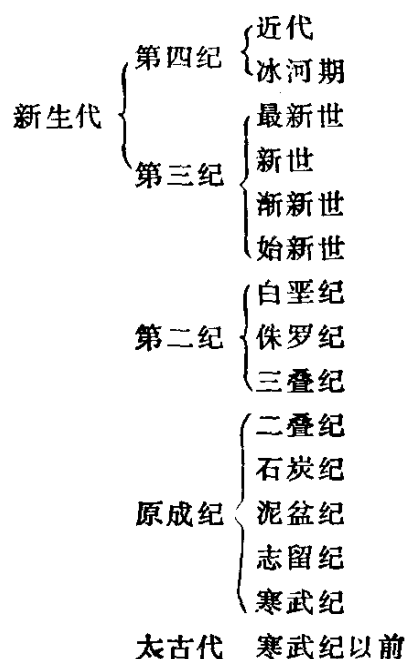 近代
第四纪
冰河期
新生代
最新世
新世
第三纪
渐新世
始新世
白垩纪
第二纪 侏罗纪
三叠纪
二叠纪
石炭纪
原成纪 泥盆纪
志留纪
寒武纪
太古代 寒武纪以前